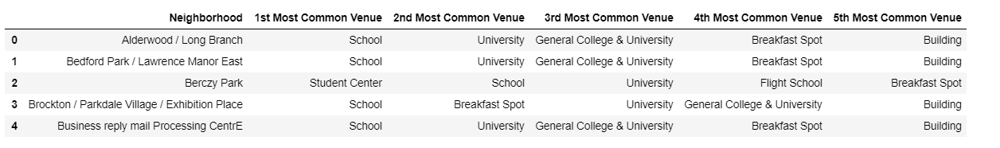 Neighborhood 1st Most Common Venue 2nd Most Common Venue 3rd Most Common Venue 4th Most Common Venue 5th Most Common Venue
0 Alderwood / Long Branch School University General College & University Breakfast Spot Building
1 Bedford Park / Lawrence Manor East School University General College & University Breakfast Spot Building
2 Berczy Park Student Center School University Flight School Breakfast Spot
3 Brockton / Parkdale Village / Exhibition Place School Breakfast Spot University General College & University Building
4 Business reply mail Processing CentrE School University General College & University Breakfast Spot Building